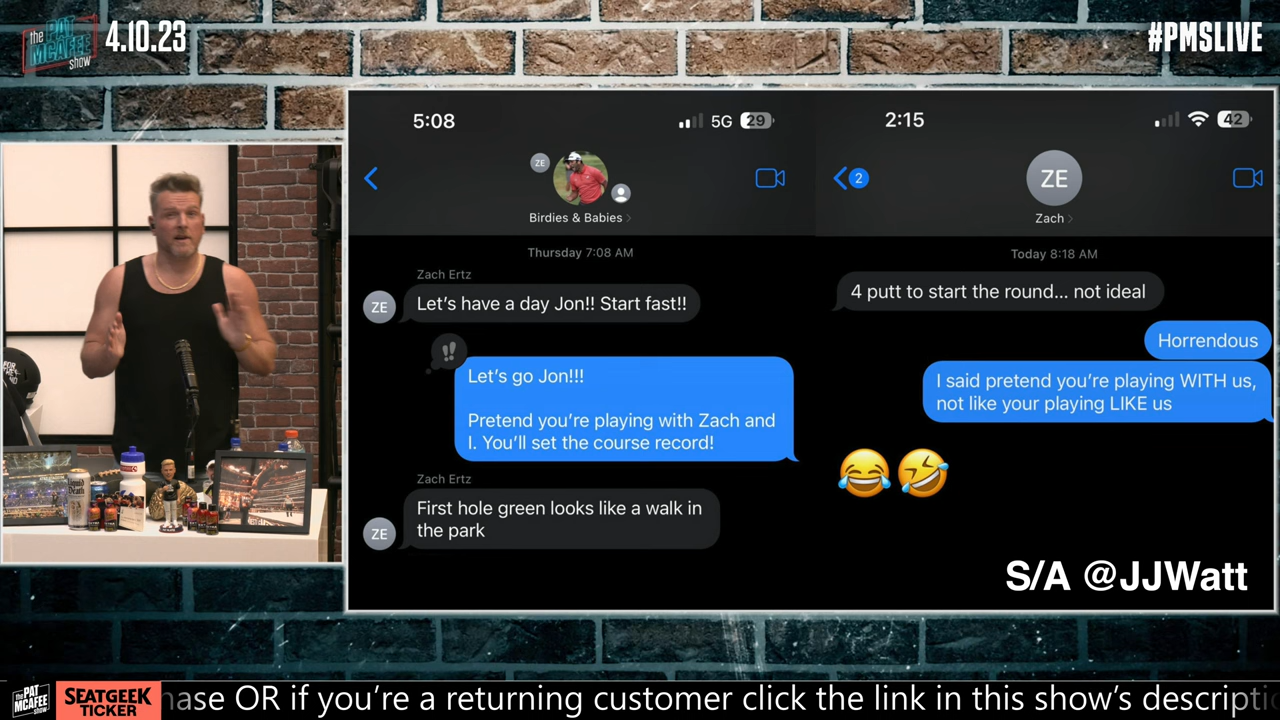 the PAT MCAFEE show
4.10.23
#PMSLIVE
5:08
5G 29
ZE
Birdies & Babies
Thursday 7:08 AM
Zach Ertz
ZE
Let's have a day Jon!! Start fast!!
Let's go Jon!!!
Pretend you're playing with Zach and
I. You'll set the course record!
Zach Ertz
ZE
First hole green looks like a walk in
the park
2:15
42
2
ZE
Zach
Today 8:18 AM
4 putt to start the round... not ideal
Horrendous
I said pretend you're playing WITH us,
not like your playing LIKE us
😂🤣
S/A @JJWatt
the PAT MCAFEE show
SEATGEEK
TICKER
hase OR if you're a returning customer click the link in this show's descripti